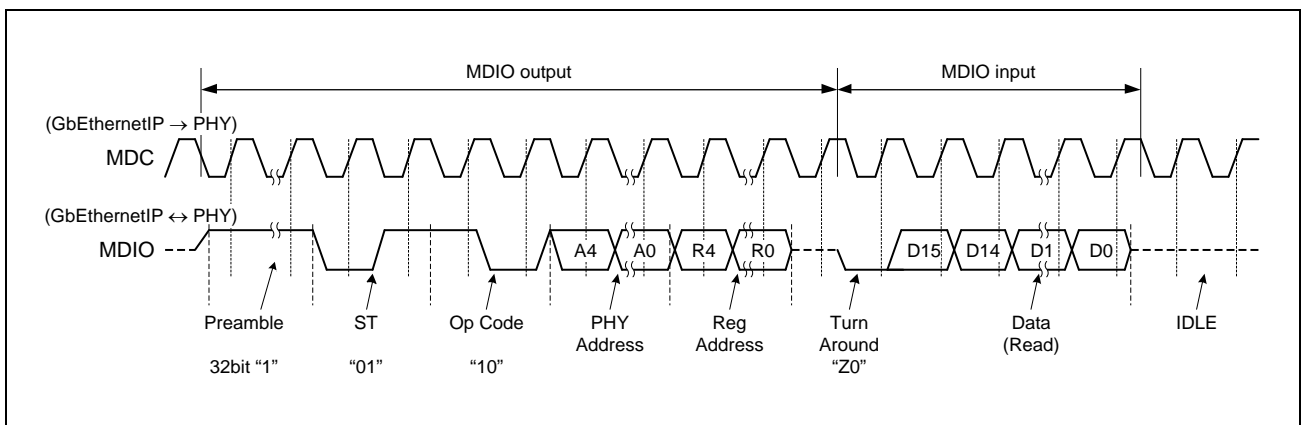 MDIO output
MDIO input
(GbEthernetIP → PHY)
MDC
(GbEthernetIP ↔ PHY)
MDIO
A4
A0
R4
R0
D15
D14
D1
D0
Preamble
32bit “1”
ST
“01”
Op Code
“10”
PHY
Address
Reg
Address
Turn
Around
“Z0”
Data
(Read)
IDLE